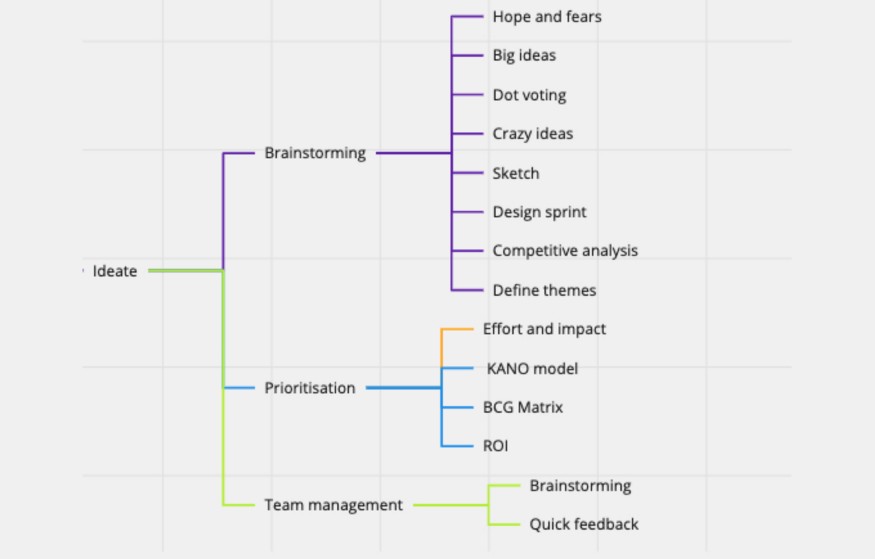 Ideate
Brainstorming
Hope and fears
Big ideas
Dot voting
Crazy ideas
Sketch
Design sprint
Competitive analysis
Define themes
Prioritisation
Effort and impact
KANO model
BCG Matrix
ROI
Team management
Brainstorming
Quick feedback